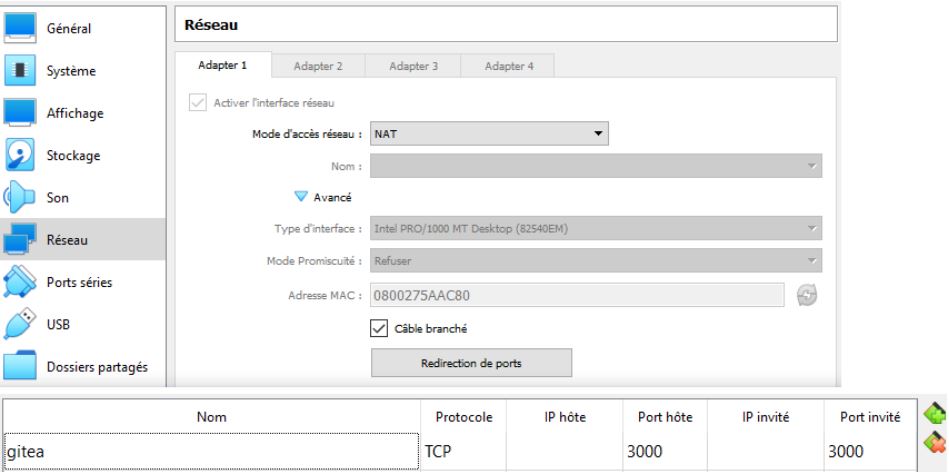 Général
Système
Affichage
Stockage
Son
Réseau
Ports séries
USB
Dossiers partagés
Réseau
Adapter 1 Adapter 2 Adapter 3 Adapter 4
Activer l'interface réseau
Mode d'accès réseau : NAT
Nom :
Avancé
Type d'interface : Intel PRO/1000 MT Desktop (82540EM)
Mode Promiscuité : Refuser
Adresse MAC : 0800275AAC80
Câble branché
Redirection de ports
Nom Protocole IP hôte Port hôte IP invité Port invité
gitea TCP 3000 3000